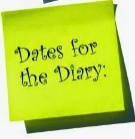 Dates for
the Diary: